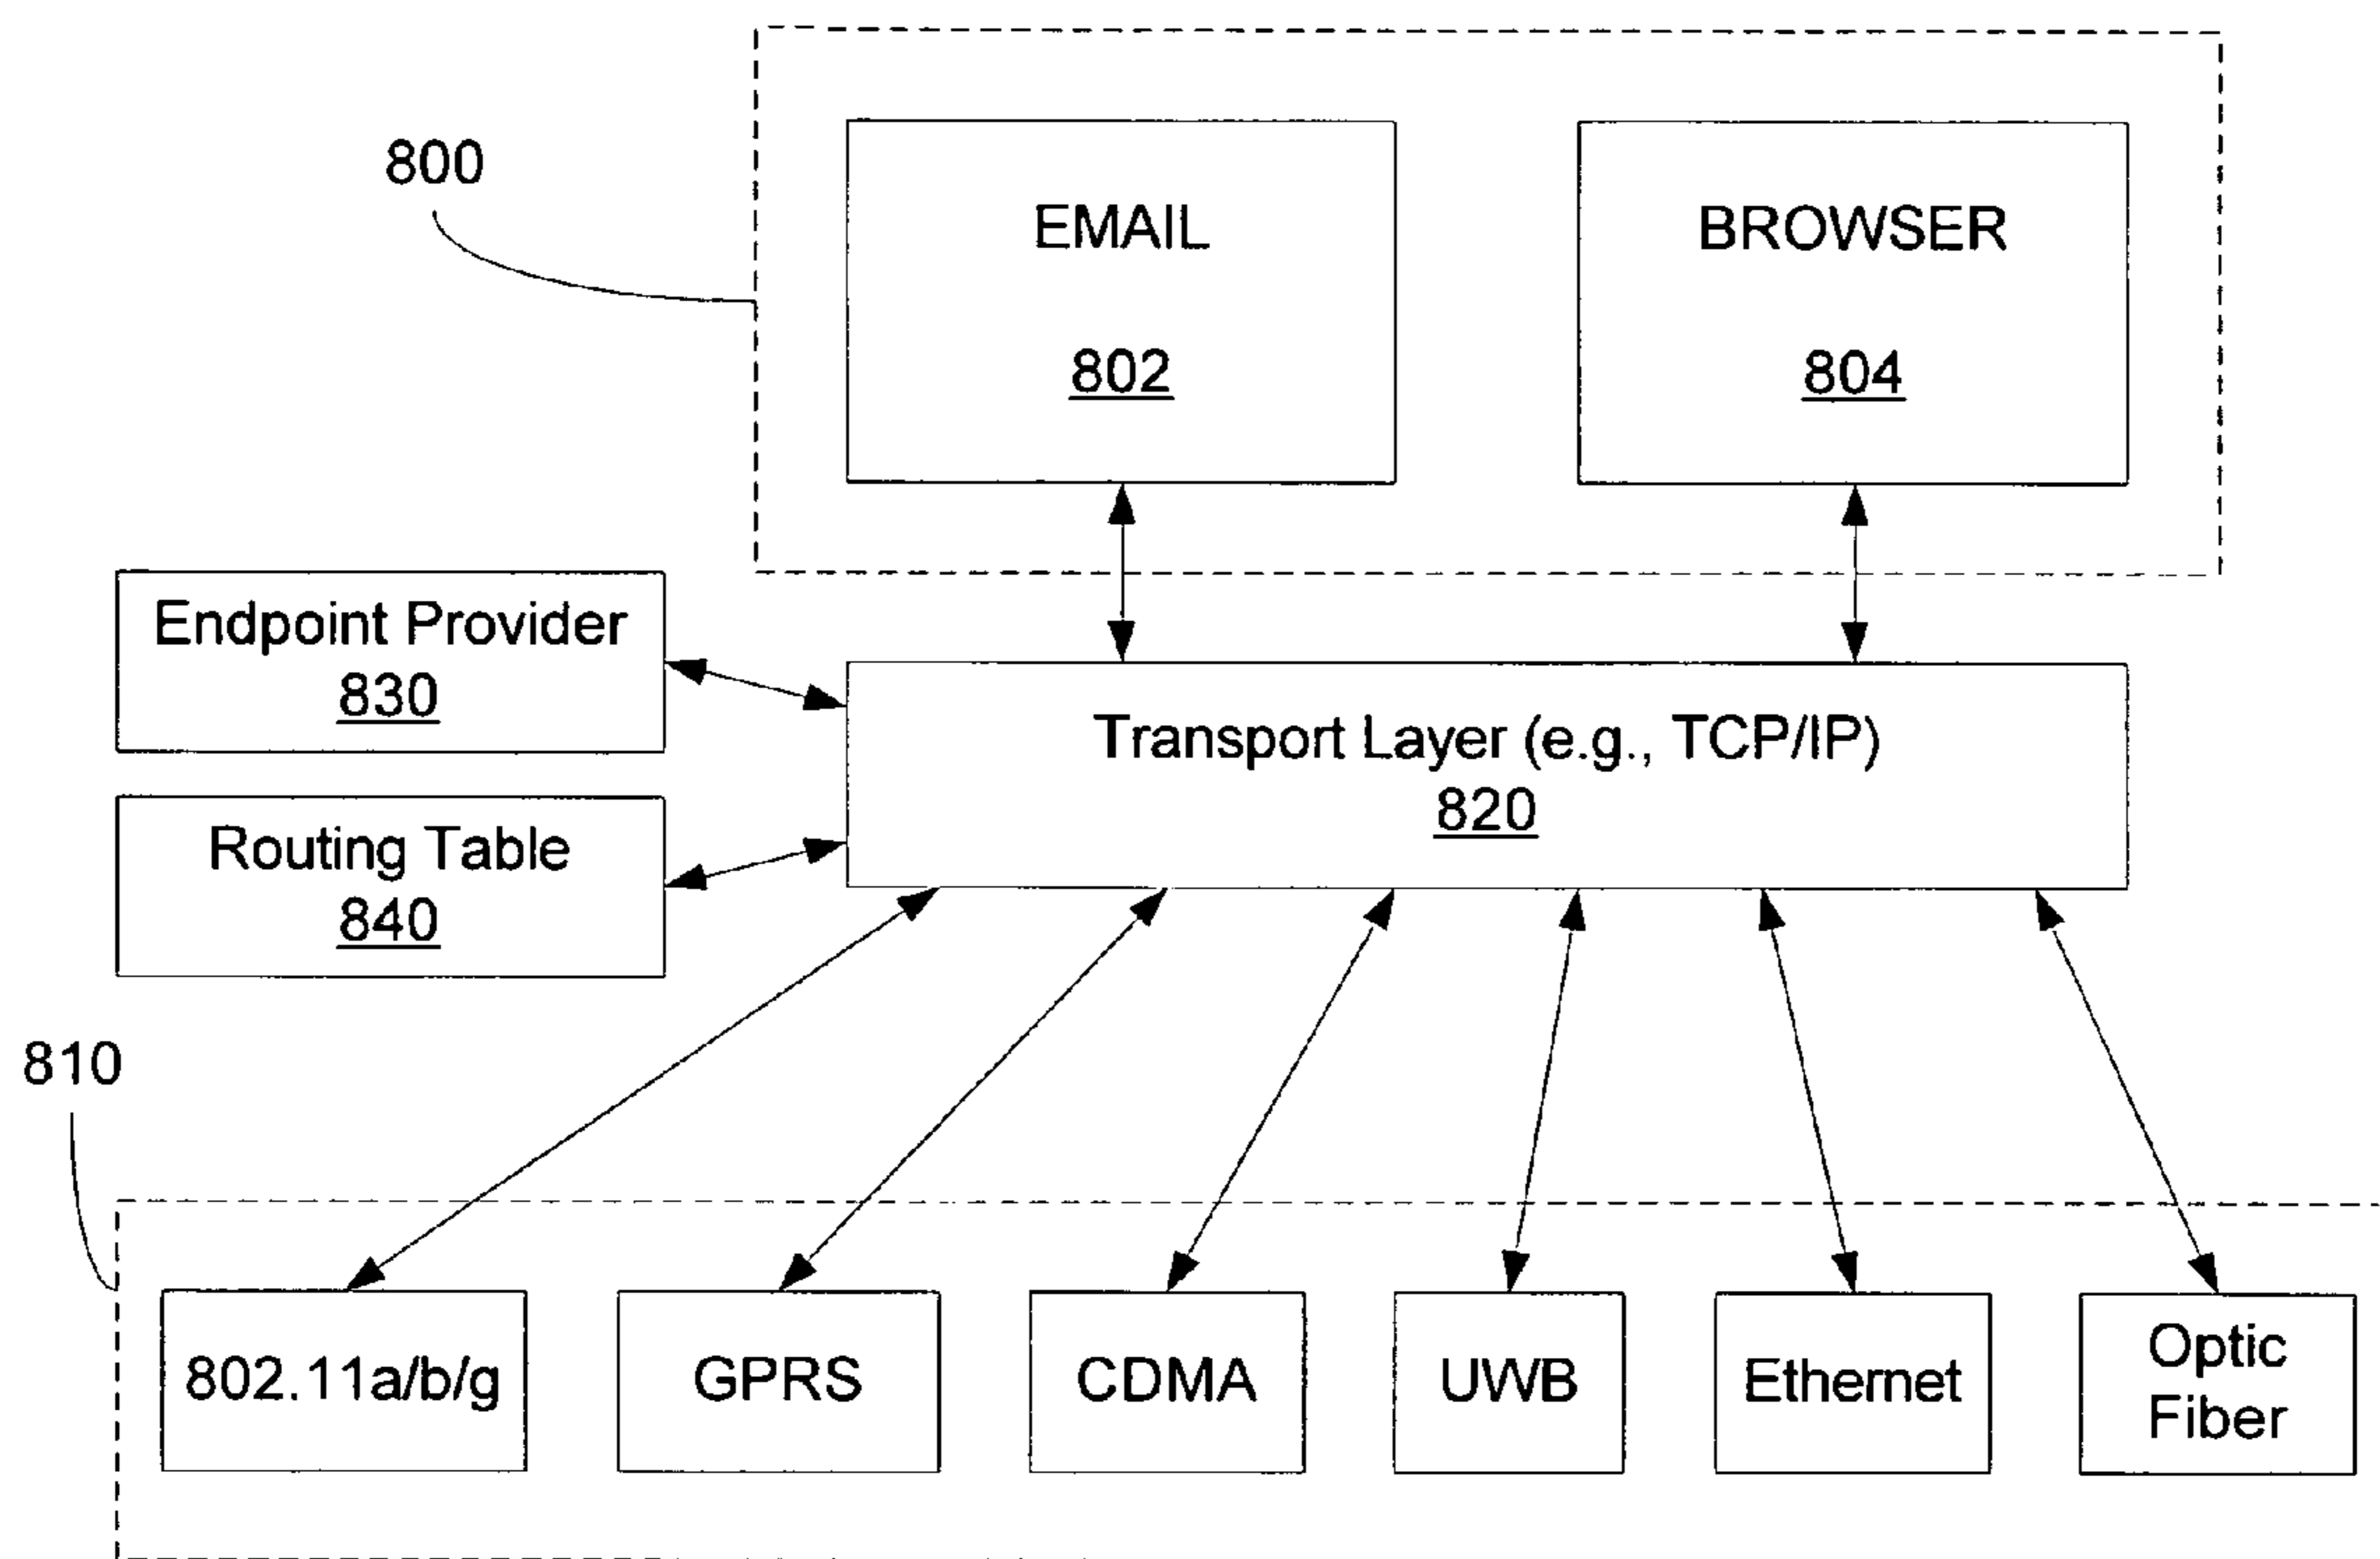 800
EMAIL
802
BROWSER
804
Endpoint Provider
830
Transport Layer (e.g., TCP/IP)
820
Routing Table
840
810
802.11a/b/g
GPRS
CDMA
UWB
Ethernet
Optic
Fiber